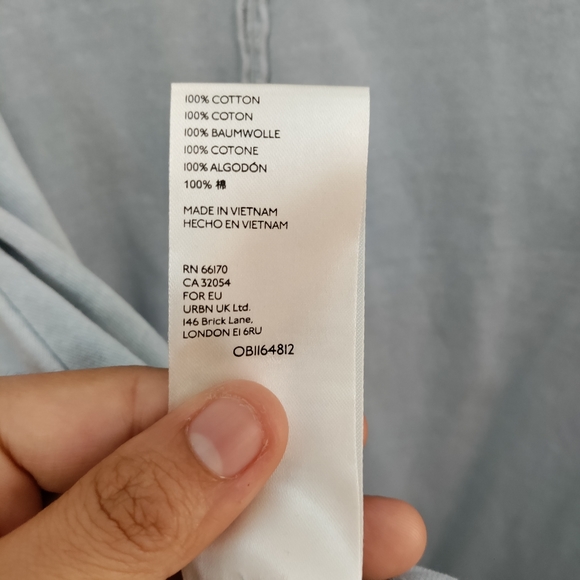 100% COTTON
100% COTON
100% BAUMWOLLE
100% COTONE
100% ALGODÓN
100% 棉
MADE IN VIETNAM
HECHO EN VIETNAM
RN 66170
CA 32054
FOR EU
URBN UK Ltd.
146 Brick Lane,
LONDON E1 6RU
OB1164812